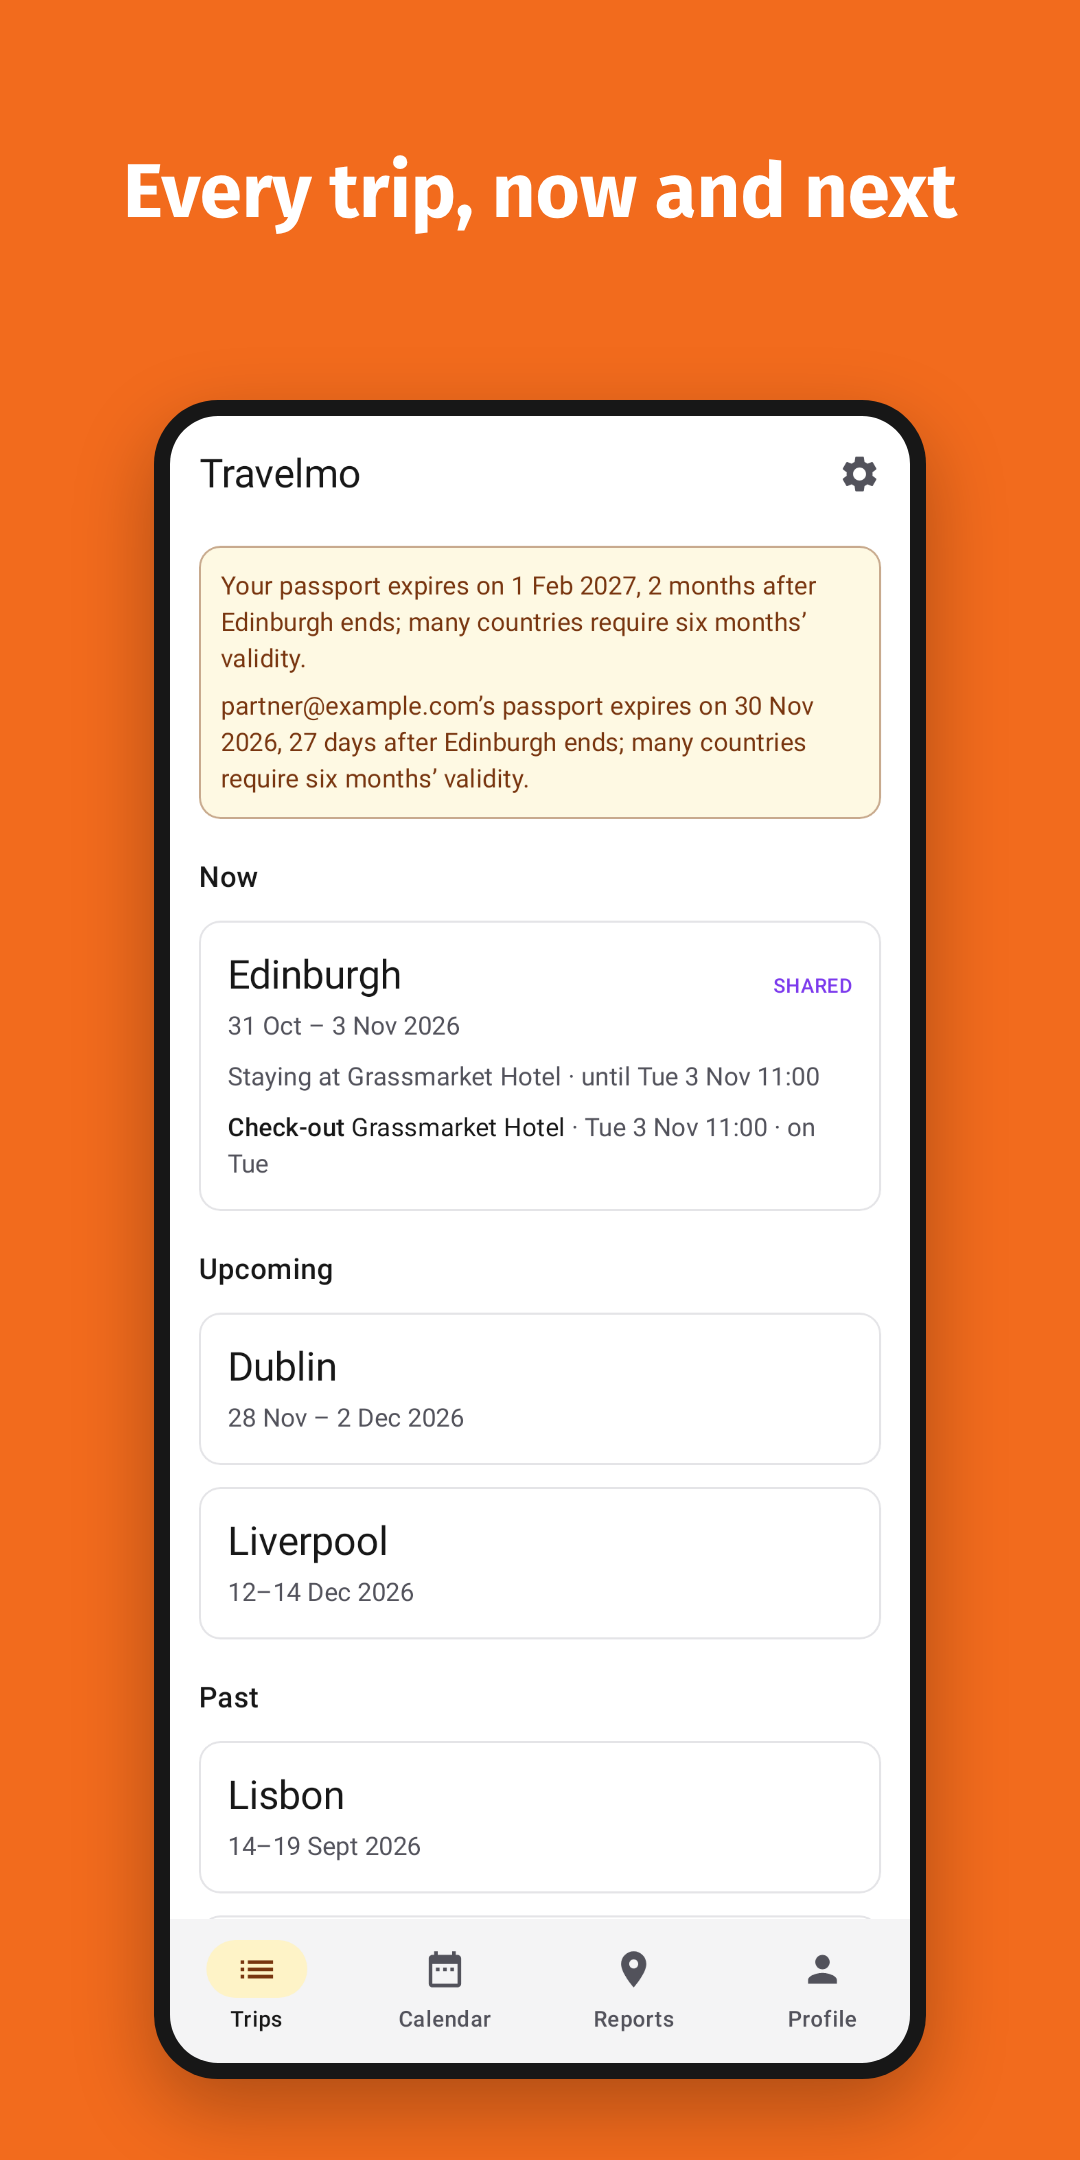 Every trip, now and next
Travelmo
Your passport expires on 1 Feb 2027, 2 months after
Edinburgh ends; many countries require six months’
validity.
partner@example.com’s passport expires on 30 Nov
2026, 27 days after Edinburgh ends; many countries
require six months’ validity.
Now
Edinburgh
SHARED
31 Oct – 3 Nov 2026
Staying at Grassmarket Hotel · until Tue 3 Nov 11:00
Check-out Grassmarket Hotel · Tue 3 Nov 11:00 · on
Tue
Upcoming
Dublin
28 Nov – 2 Dec 2026
Liverpool
12–14 Dec 2026
Past
Lisbon
14–19 Sept 2026
Trips
Calendar
Reports
Profile